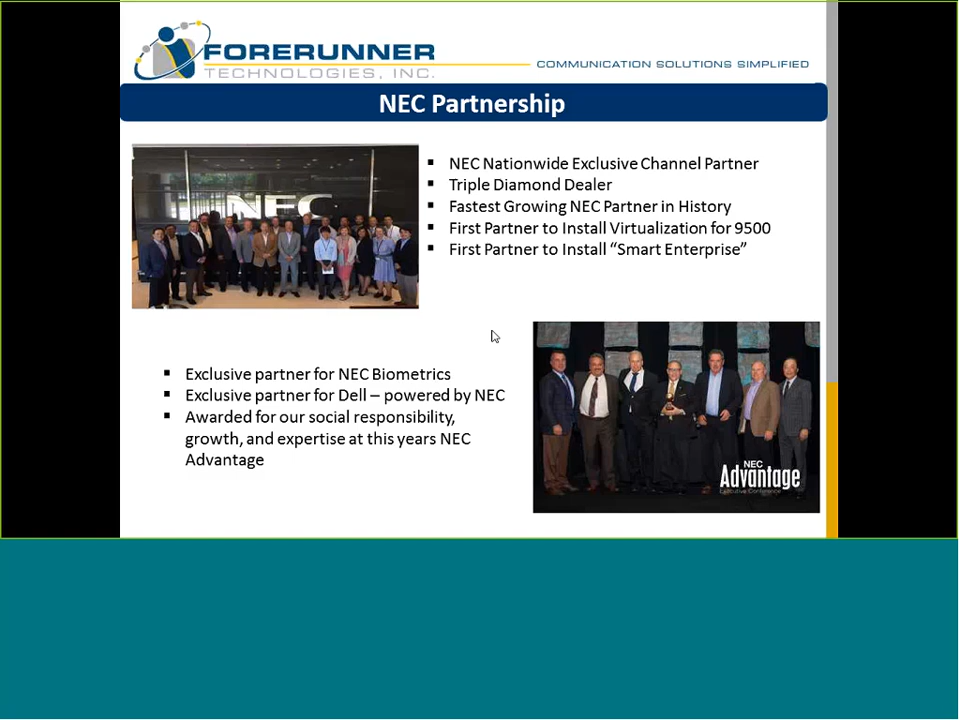 FORERUNNER
TECHNOLOGIES, INC.
COMMUNICATION SOLUTIONS SIMPLIFIED
NEC Partnership
NEC
▪ NEC Nationwide Exclusive Channel Partner
▪ Triple Diamond Dealer
▪ Fastest Growing NEC Partner in History
▪ First Partner to Install Virtualization for 9500
▪ First Partner to Install “Smart Enterprise”
▪ Exclusive partner for NEC Biometrics
▪ Exclusive partner for Dell – powered by NEC
▪ Awarded for our social responsibility,
growth, and expertise at this years NEC
Advantage
NEC
Advantage
Executive Conference